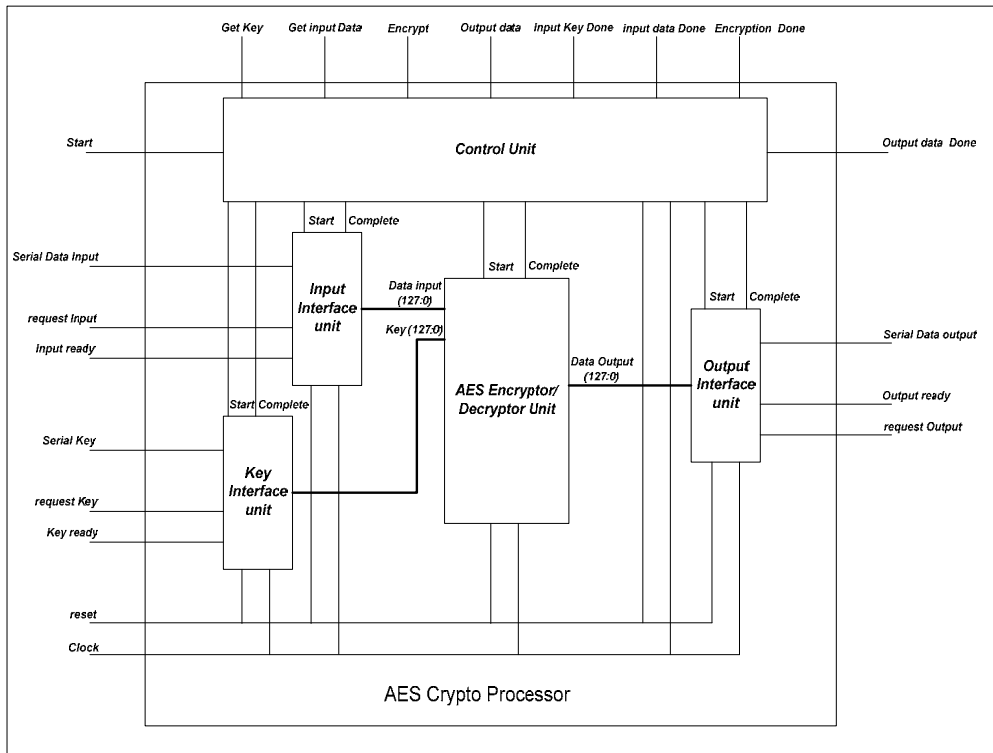 Get Key
Get input Data
Encrypt
Output data
Input Key Done
input data Done
Encryption Done
Start
Control Unit
Output data Done
Start
Complete
Serial Data Input
Input
Interface
unit
Data input
(127:0)
Start
Complete
Start
Complete
request Input
Key (127:0)
Input ready
Serial Data output
Data Output
(127:0)
Output
Interface
unit
AES Encryptor/
Decryptor Unit
Output ready
Start
Complete
request Output
Serial Key
Key
Interface
unit
request Key
Key ready
reset
Clock
AES Crypto Processor